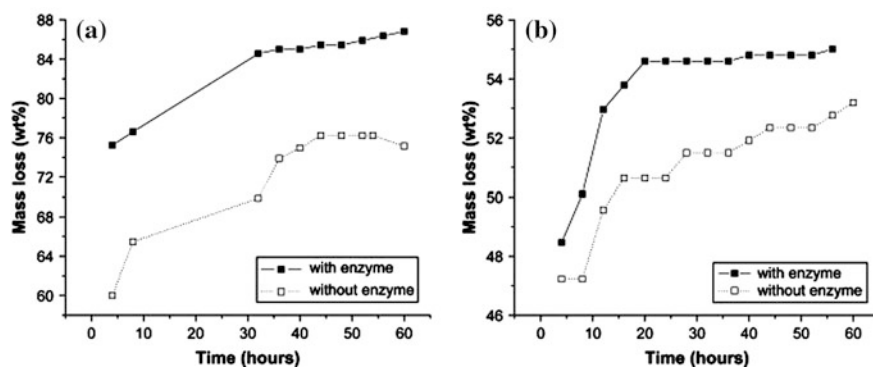 (a)
Mass loss (wt%)
88
84
80
76
72
68
64
60
0 10 20 30 40 50 60
Time (hours)
with enzyme
without enzyme
(b)
Mass loss (wt%)
56
54
52
50
48
46
0 10 20 30 40 50 60
Time (hours)
with enzyme
without enzyme